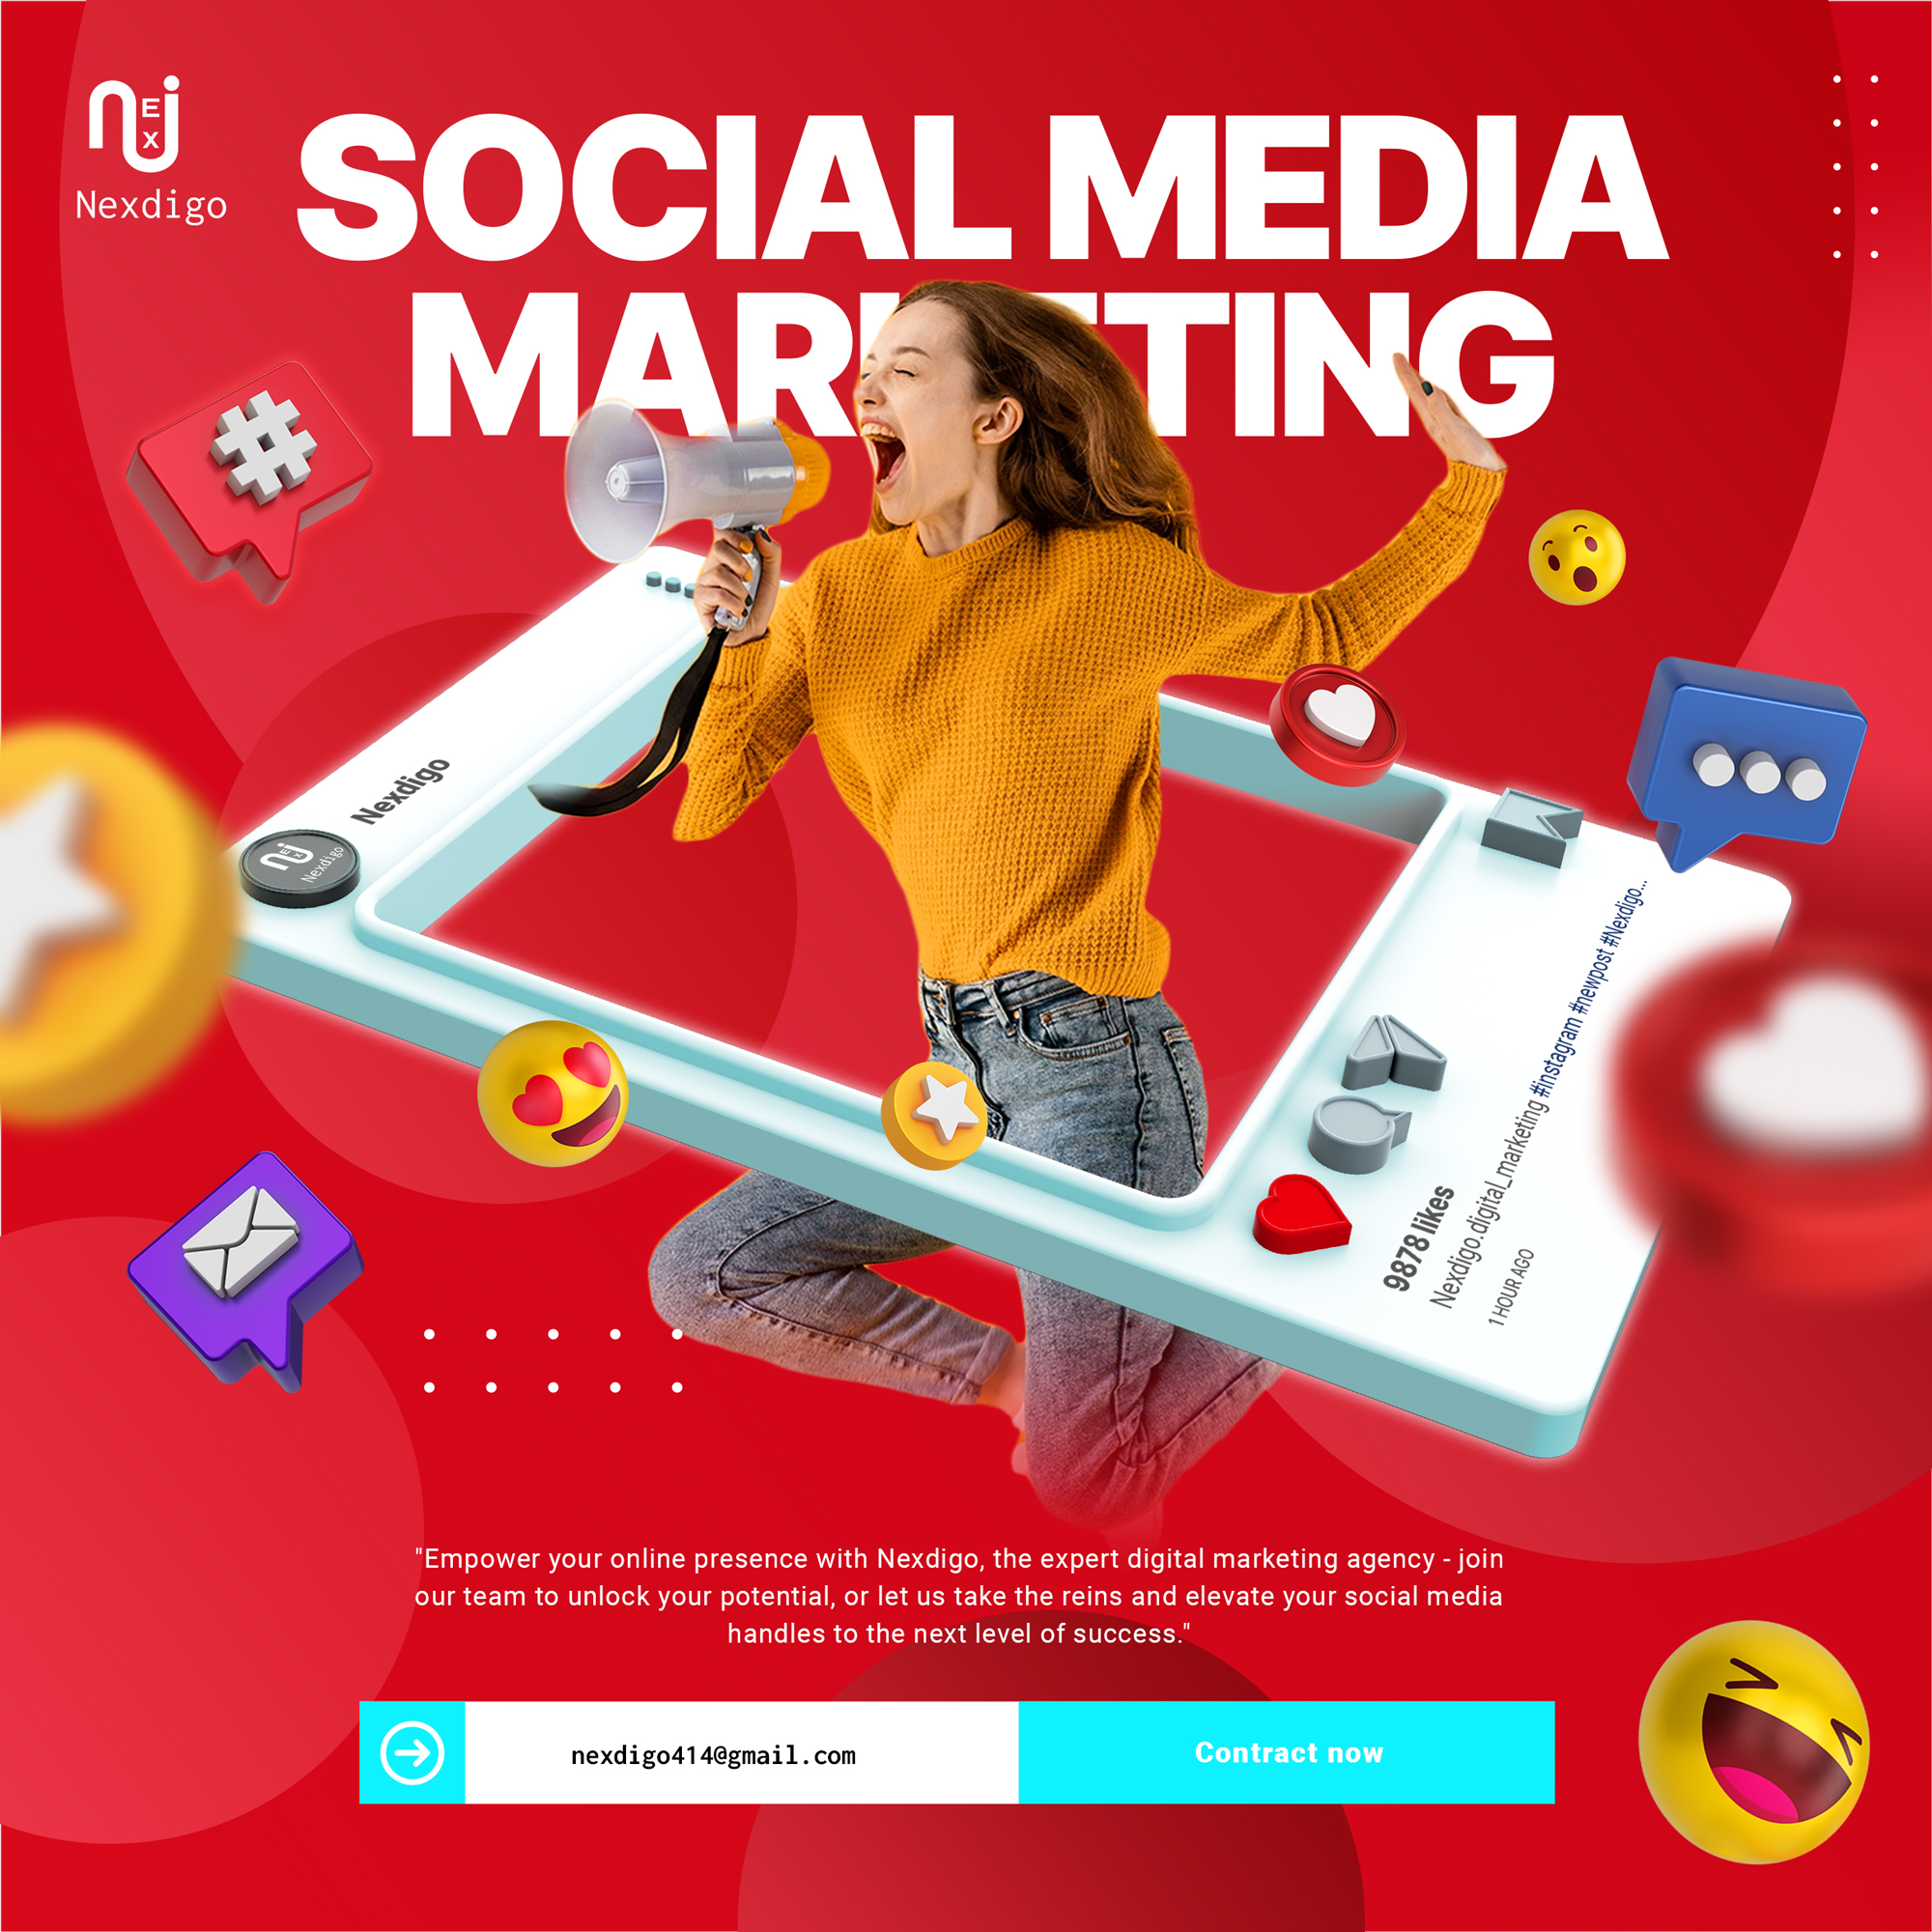 NEX
Nexdigo
SOCIAL MEDIA
MARKETING
Nexdigo
NEX
Nexdigo
9878 likes
Nexdigo.digital_marketing #instagram #newpost #Nexdigo...
1 HOUR AGO
"Empower your online presence with Nexdigo, the expert digital marketing agency - join
our team to unlock your potential, or let us take the reins and elevate your social media
handles to the next level of success."
nexdigo414@gmail.com
Contract now